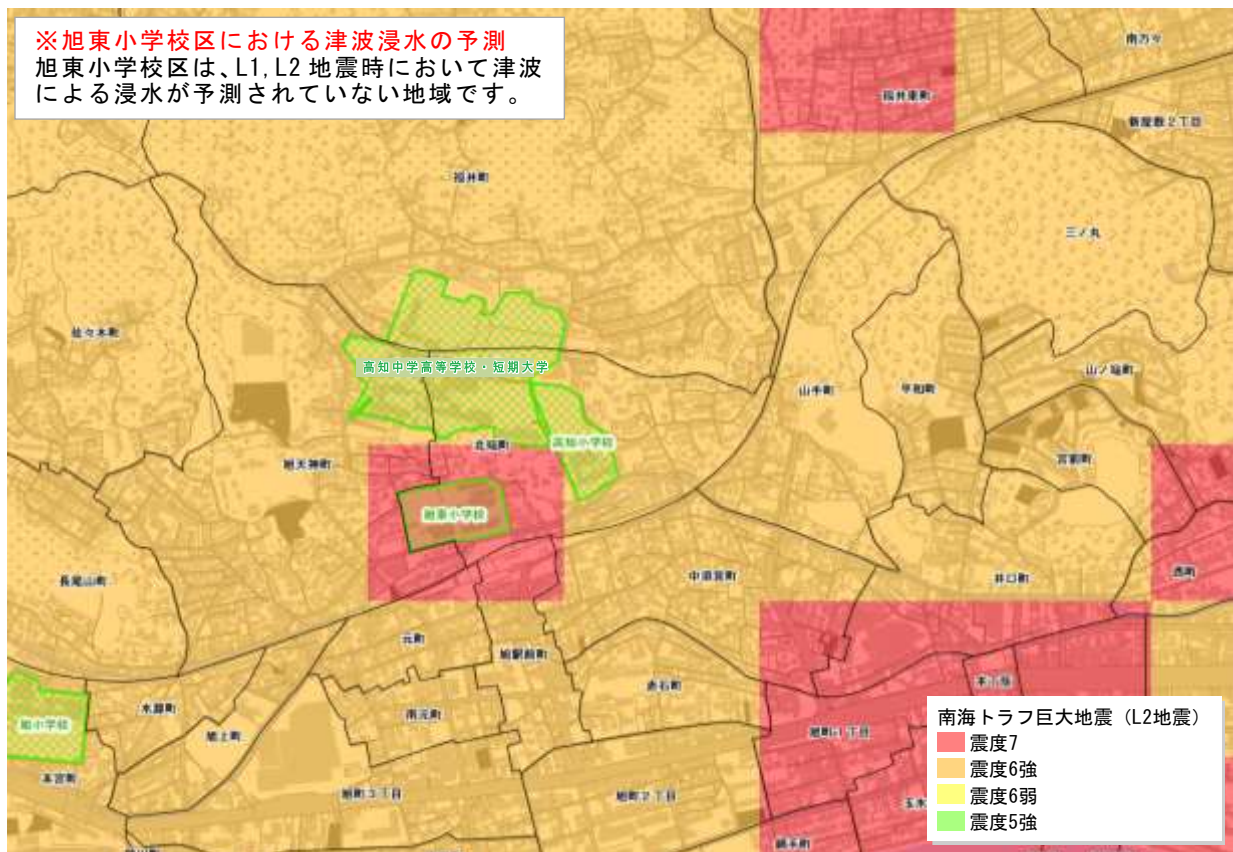 ※旭東小学校区における津波浸水の予測
旭東小学校区は、L1,L2地震時において津波
による浸水が予測されていない地域です。
南万々
福井東町
新屋敷2丁目
福井町
三ノ丸
佐々木町
高知中学高等学校・短期大学
山手町
平和町
山ノ端町
北端町
高知小学校
宮前町
旭天神町
旭東小学校
長尾山町
中須賀町
井口町
西町
元町
旭駅前町
赤石町
本丁筋
水源町
南元町
旭小学校
旭上町
旭町1丁目
本宮町
旭町3丁目
旭町2丁目
南海トラフ巨大地震（L2地震）
震度7
震度6強
震度6弱
震度5強